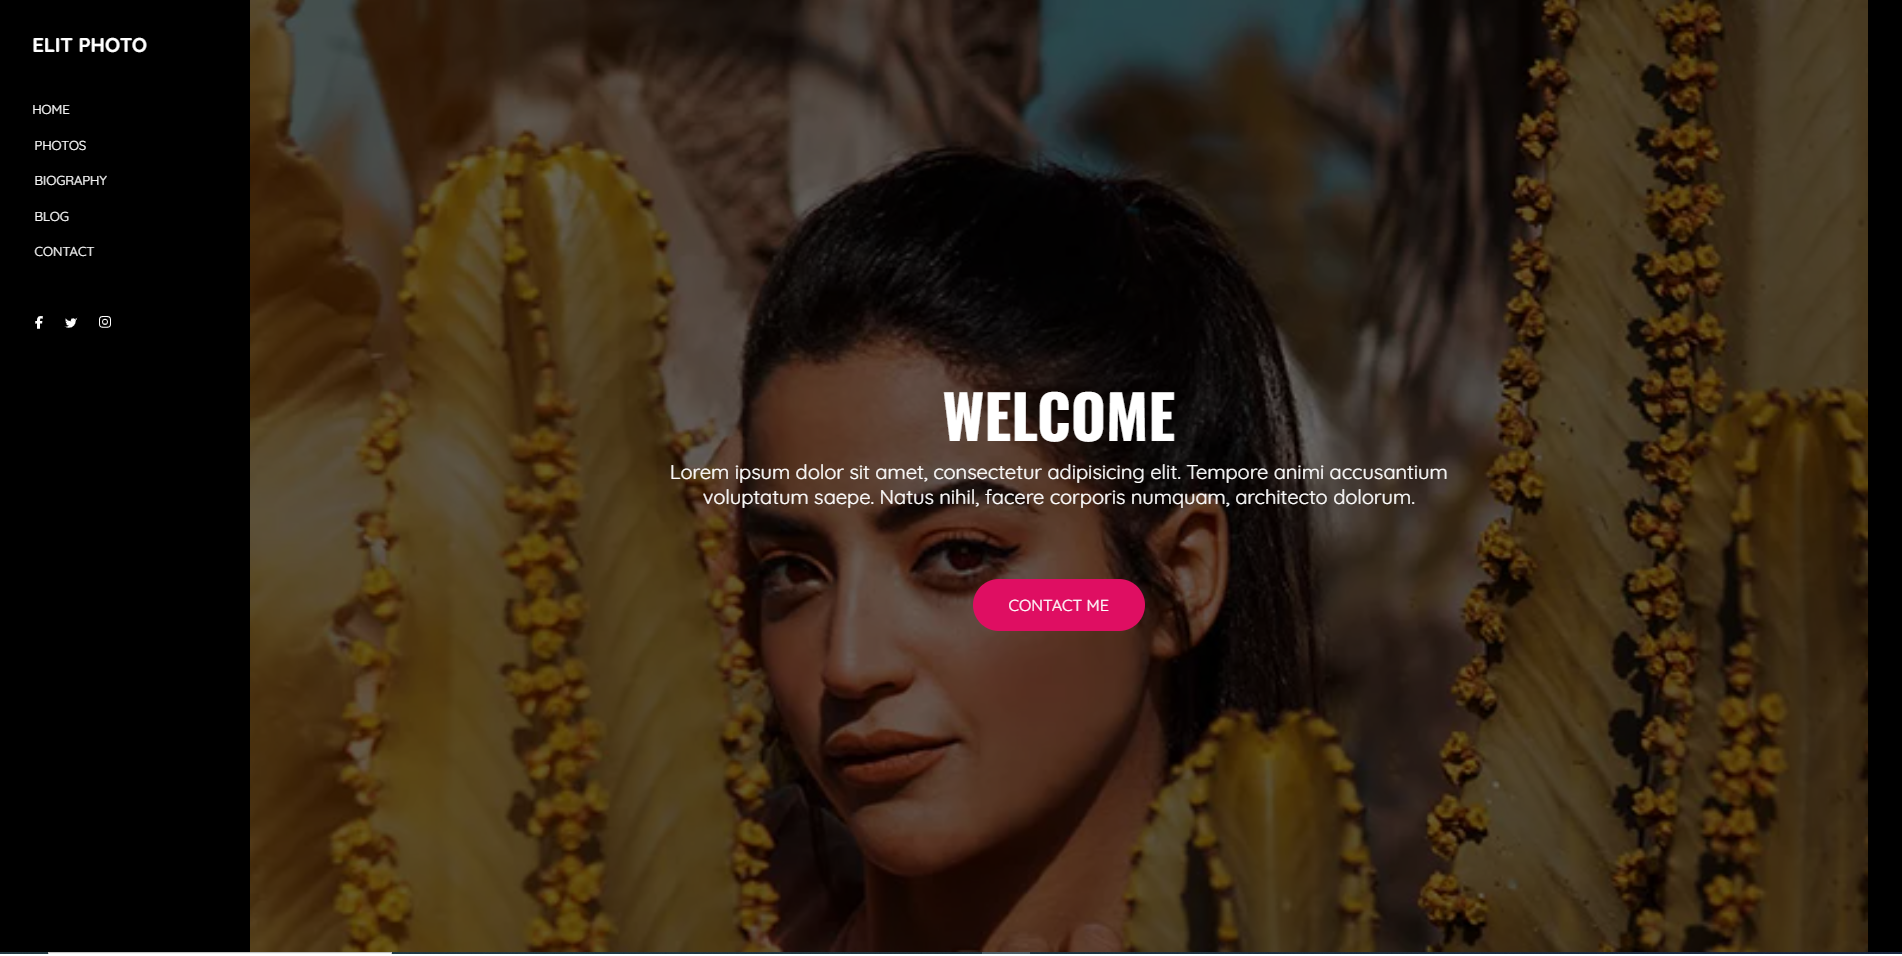 ELIT PHOTO
HOME
PHOTOS
BIOGRAPHY
BLOG
CONTACT
WELCOME
Lorem ipsum dolor sit amet, consectetur adipisicing elit. Tempore animi accusantium
voluptatum saepe. Natus nihil, facere corporis numquam, architecto dolorum.
CONTACT ME